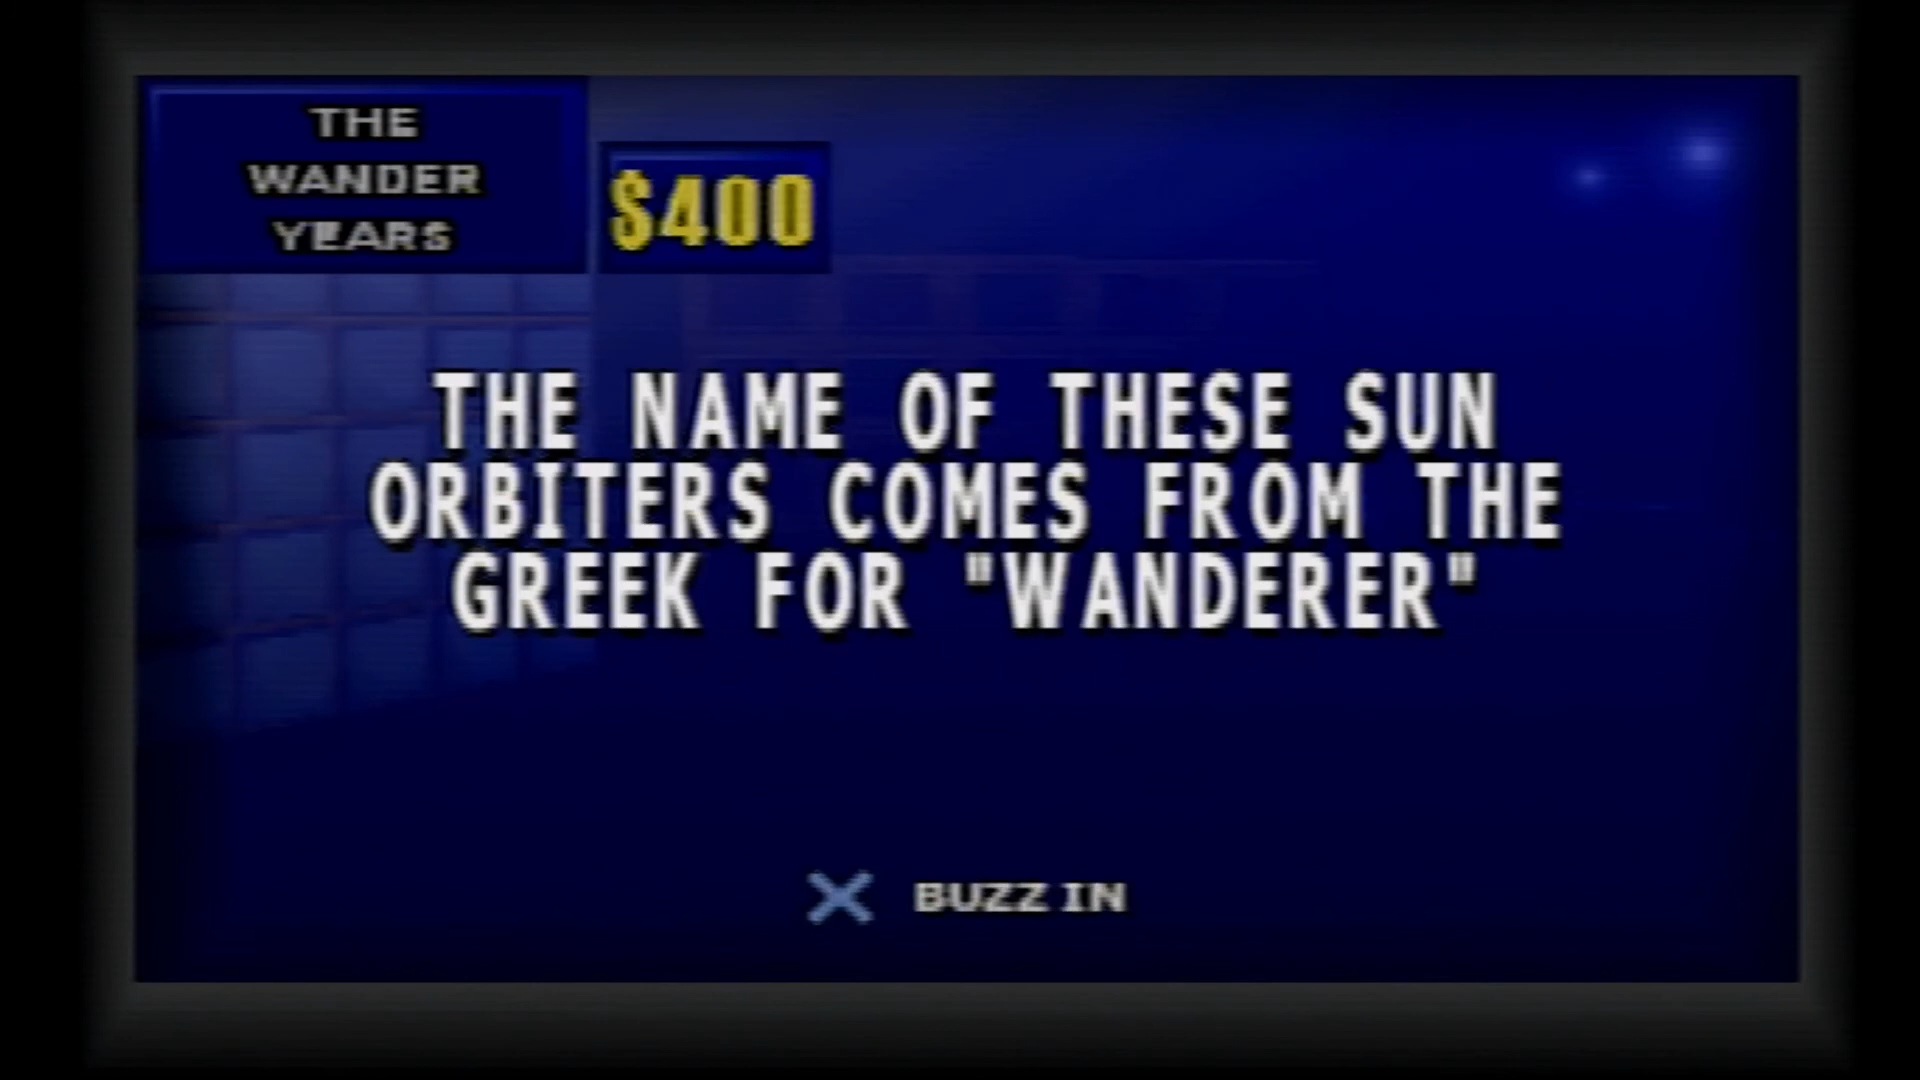 THE
WANDER
YEARS
$400
THE NAME OF THESE SUN
ORBITERS COMES FROM THE
GREEK FOR "WANDERER"
BUZZ IN